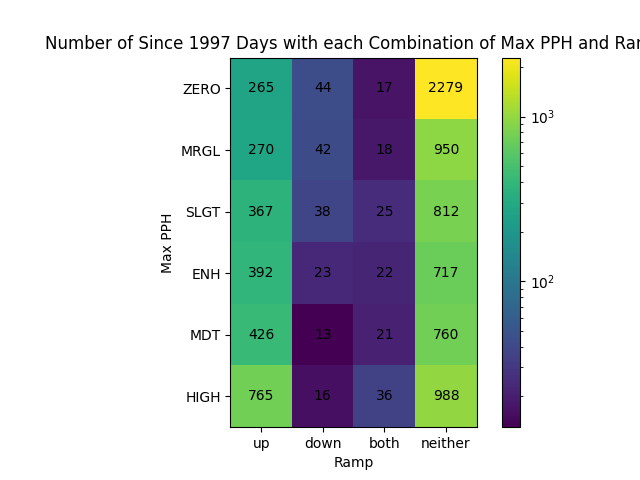 Number of Since 1997 Days with each Combination of Max PPH and Ran
ZERO 265 44 17 2279
MRGL 270 42 18 950
SLGT 367 38 25 812
ENH 392 23 22 717
MDT 426 13 21 760
HIGH 765 16 36 988
up down both neither
Ramp
Max PPH
10³
10²